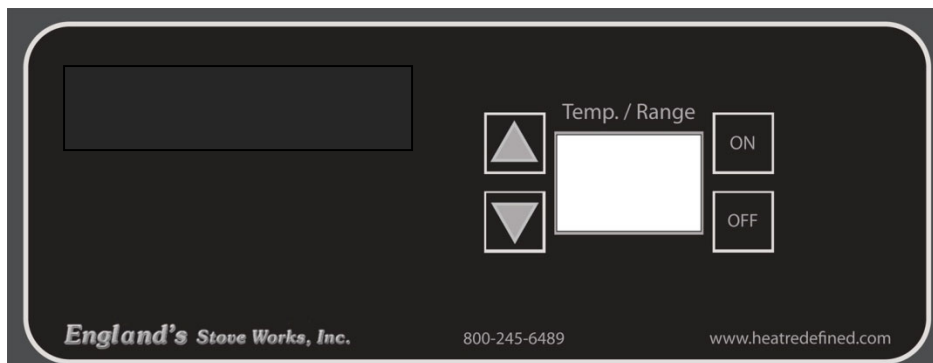 Temp. / Range
ON
OFF
England's Stove Works, Inc.
800-245-6489
www.heatredefined.com